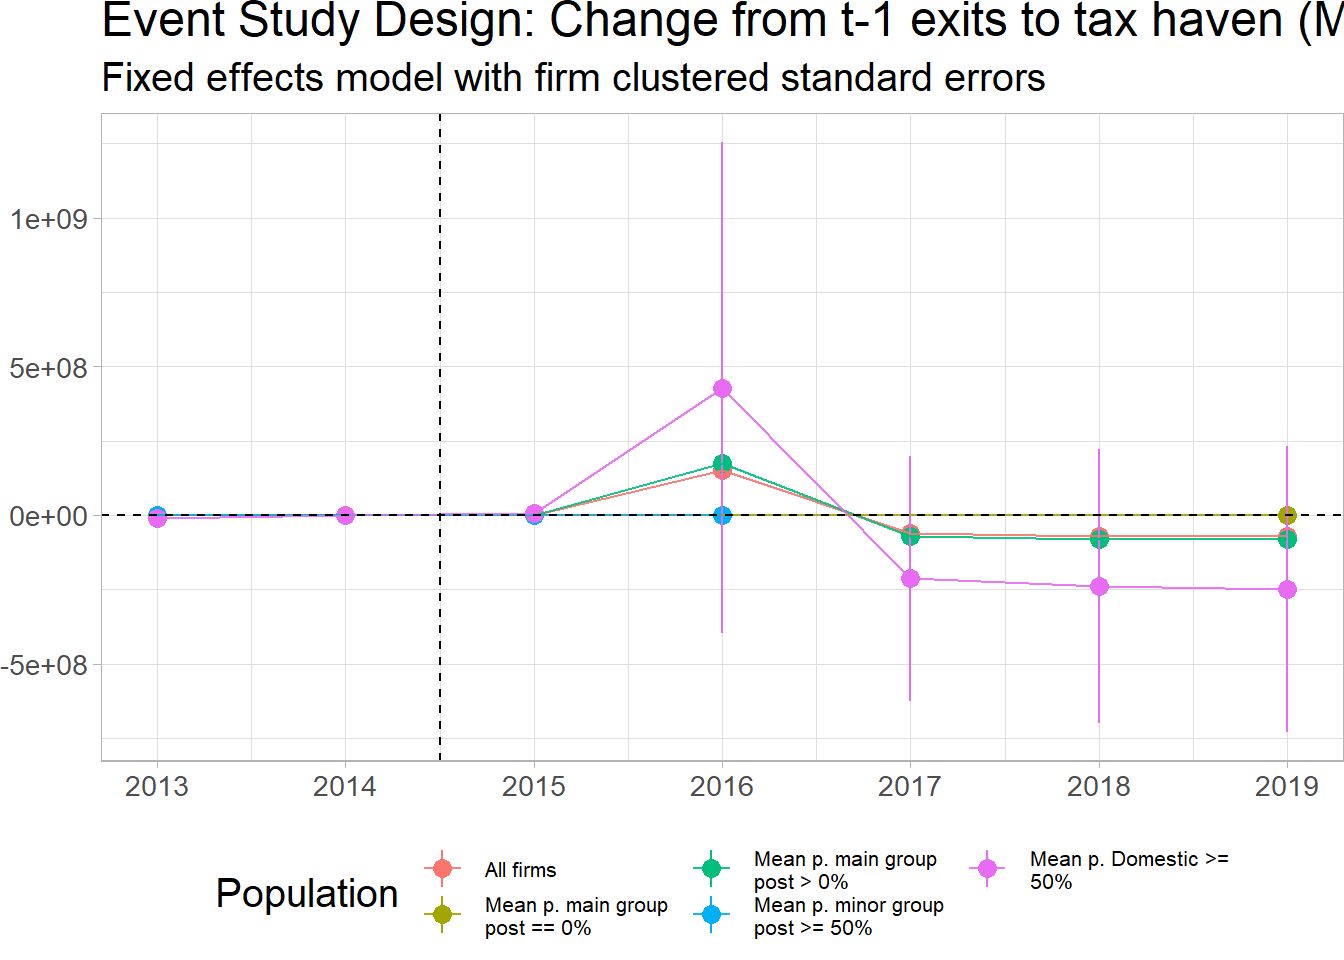 Event Study Design: Change from t-1 exits to tax haven (M
Fixed effects model with firm clustered standard errors
1e+09
5e+08
0e+00
-5e+08
2013 2014 2015 2016 2017 2018 2019
Population
All firms
Mean p. main group
post == 0%
Mean p. main group
post > 0%
Mean p. minor group
post >= 50%
Mean p. Domestic >=
50%